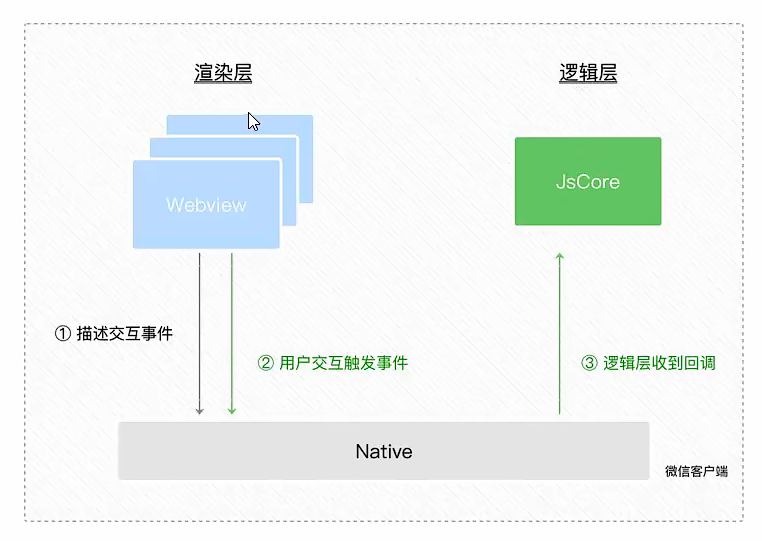 渲染层
逻辑层
Webview
JsCore
① 描述交互事件
② 用户交互触发事件
③ 逻辑层收到回调
Native
微信客户端